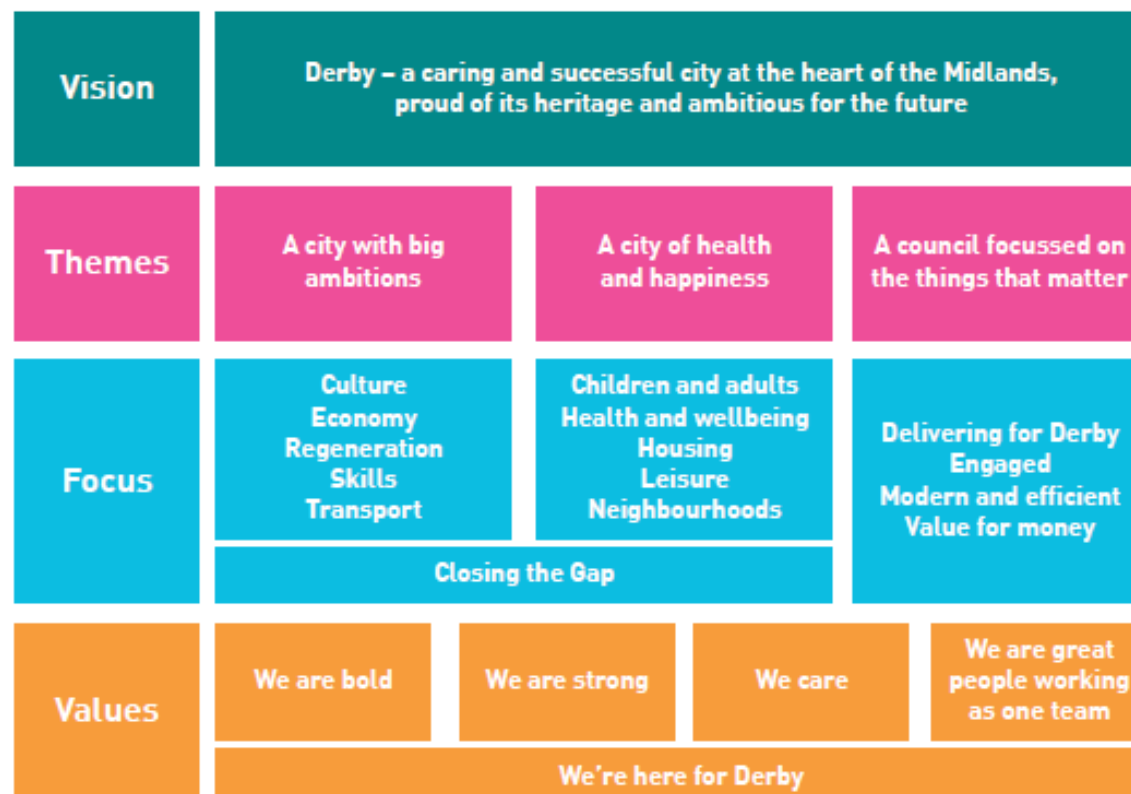 Vision
Derby – a caring and successful city at the heart of the Midlands,
proud of its heritage and ambitious for the future
Themes
A city with big
ambitions
A city of health
and happiness
A council focussed on
the things that matter
Focus
Culture
Economy
Regeneration
Skills
Transport
Children and adults
Health and wellbeing
Housing
Leisure
Neighbourhoods
Closing the Gap
Delivering for Derby
Engaged
Modern and efficient
Value for money
Values
We are bold
We are strong
We care
We are great
people working
as one team
We're here for Derby